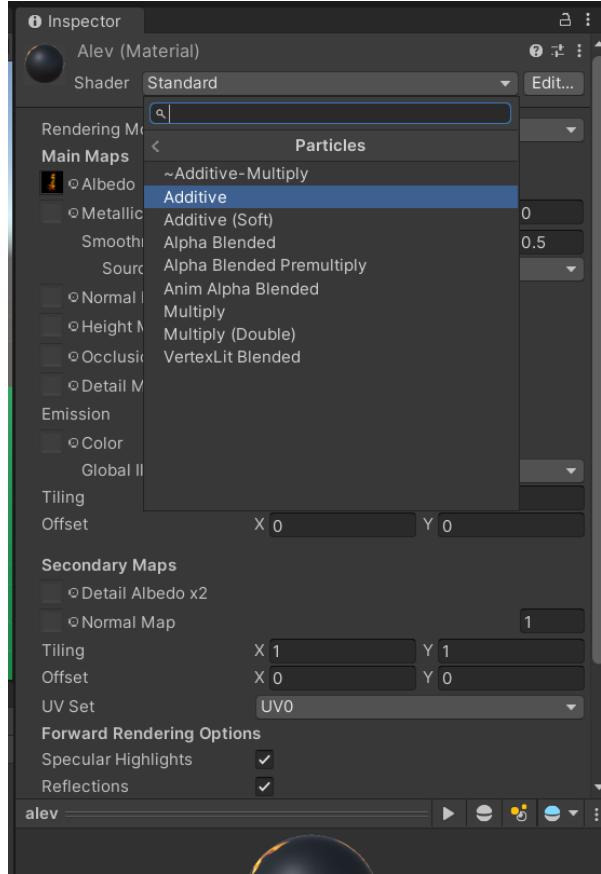 Inspector
Alev (Material)
Shader Standard Edit...
Rendering Mo
Particles
Main Maps
~Additive-Multiply
Albedo
Additive
Metallic 0
Additive (Soft)
Smoothn 0.5
Alpha Blended
Sourc
Alpha Blended Premultiply
Normal
Anim Alpha Blended
Height M
Multiply
Multiply (Double)
Occlusio
VertexLit Blended
Detail M
Emission
Color
Global Il
Tiling
Offset X 0 Y 0
Secondary Maps
Detail Albedo x2
Normal Map 1
Tiling X 1 Y 1
Offset X 0 Y 0
UV Set UV0
Forward Rendering Options
Specular Highlights
Reflections
alev